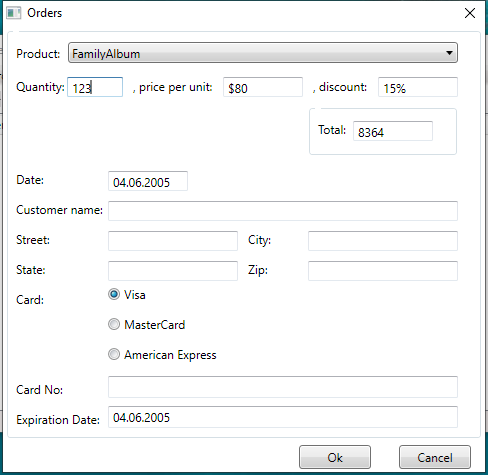 Orders
Product: FamilyAlbum
Quantity: 123 , price per unit: $80 , discount: 15%
Total: 8364
Date: 04.06.2005
Customer name:
Street: City:
State: Zip:
Card: Visa
MasterCard
American Express
Card No:
Expiration Date: 04.06.2005
Ok Cancel